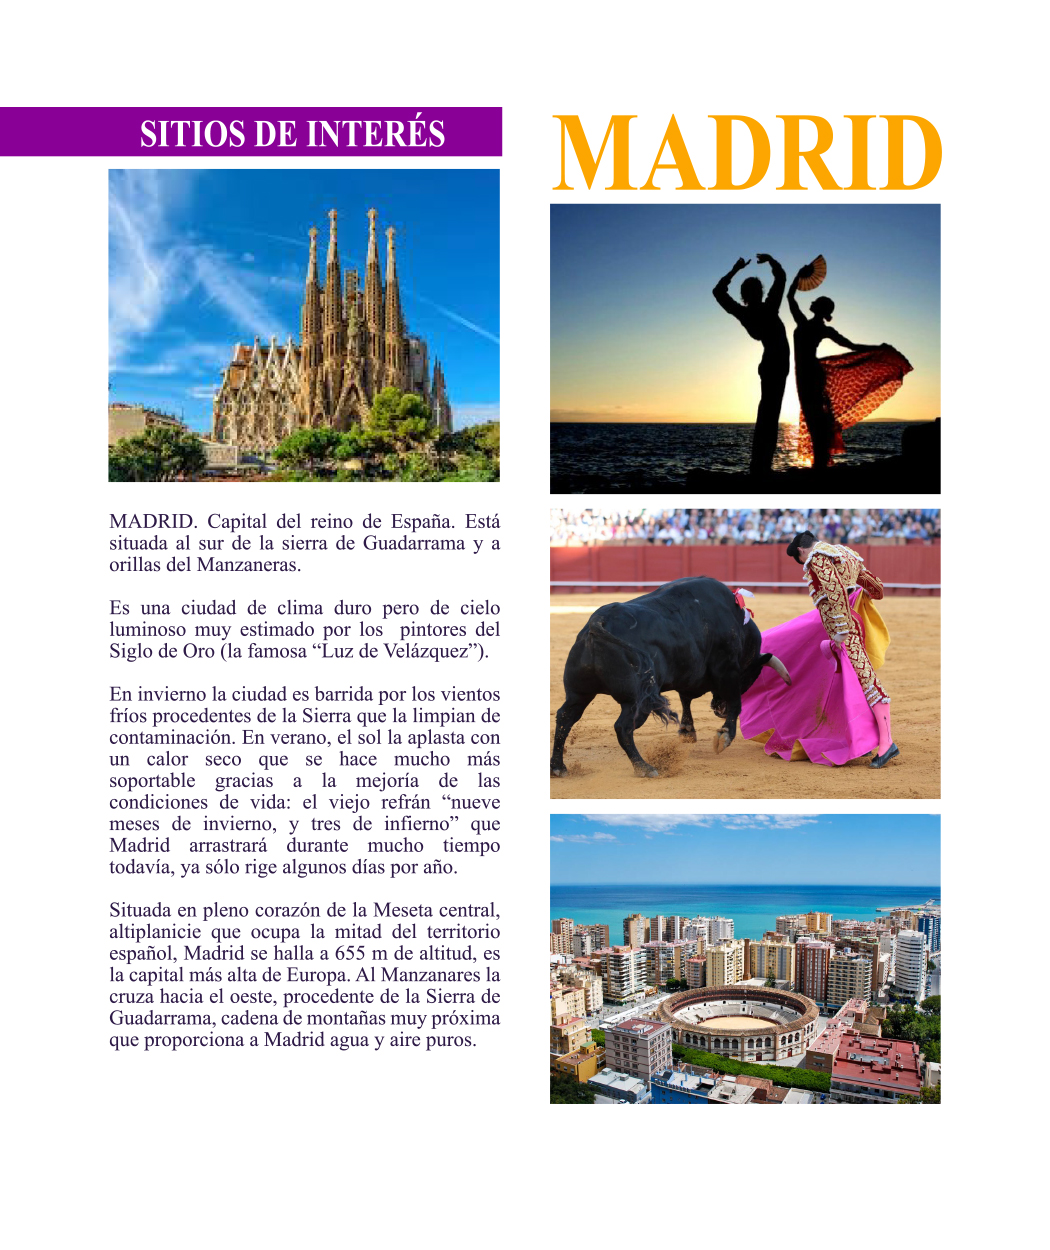 SITIOS DE INTERÉS
MADRID. Capital del reino de España. Está
situada al sur de la sierra de Guadarrama y a
orillas del Manzaneras.
Es una ciudad de clima duro pero de cielo
luminoso muy estimado por los pintores del
Siglo de Oro (la famosa “Luz de Velázquez”).
En invierno la ciudad es barrida por los vientos
fríos procedentes de la Sierra que la limpian de
contaminación. En verano, el sol la aplasta con
un calor seco que se hace mucho más
soportable gracias a la mejoría de las
condiciones de vida: el viejo refrán “nueve
meses de invierno, y tres de infierno” que
Madrid arrastrará durante mucho tiempo
todavía, ya sólo rige algunos días por año.
Situada en pleno corazón de la Meseta central,
altiplanicie que ocupa la mitad del territorio
español, Madrid se halla a 655 m de altitud, es
la capital más alta de Europa. Al Manzanares la
cruza hacia el oeste, procedente de la Sierra de
Guadarrama, cadena de montañas muy próxima
que proporciona a Madrid agua y aire puros.
MADRID